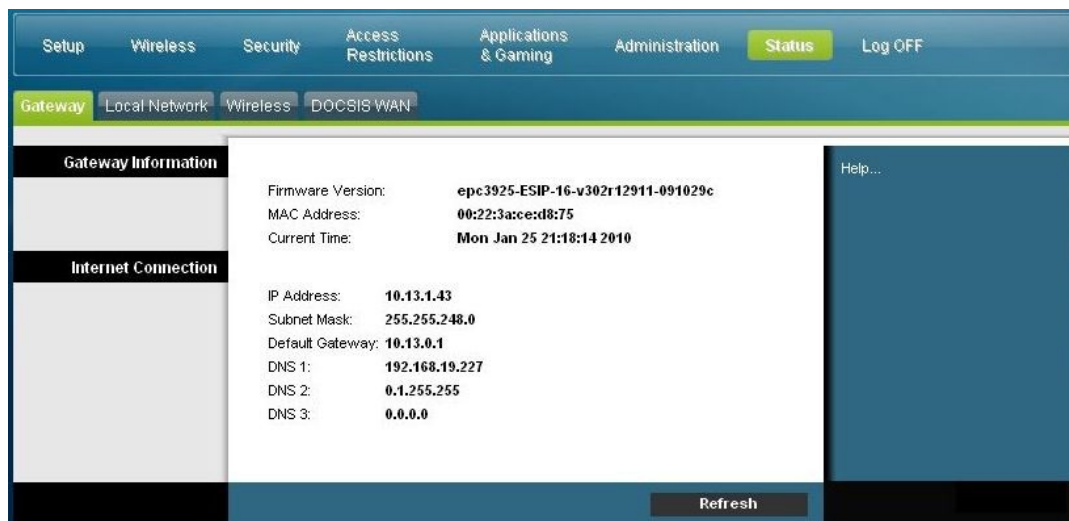 Setup Wireless Security Access Restrictions Applications & Gaming Administration Status Log OFF
Gateway Local Network Wireless DOCSIS WAN
Gateway Information
Help...
Firmware Version: epc3925-ESIP-16-v302r12911-091029c
MAC Address: 00:22:3a:ce:d8:75
Current Time: Mon Jan 25 21:18:14 2010
Internet Connection
IP Address: 10.13.1.43
Subnet Mask: 255.255.248.0
Default Gateway: 10.13.0.1
DNS 1: 192.168.19.227
DNS 2: 0.1.255.255
DNS 3: 0.0.0.0
Refresh